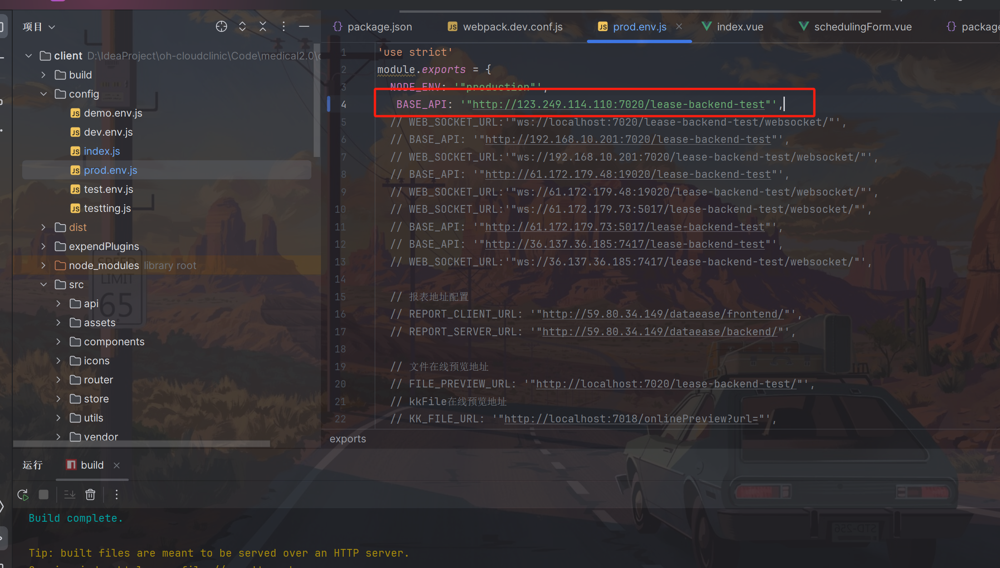 项目
package.json
webpack.dev.conf.js
prod.env.js
index.vue
schedulingForm.vue
package
client D:\IdeaProject\oh-cloudclinic\Code\medical2.0\c
build
config
demo.env.js
dev.env.js
index.js
prod.env.js
test.env.js
testting.js
dist
expendPlugins
node_modules library root
src
api
assets
components
icons
router
store
utils
vendor
SPEED
LIMIT
65
1 'use strict'
2 module.exports = {
3 NODE_ENV: '"production"',
4 BASE_API: '"http://123.249.114.110:7020/lease-backend-test"',
5 // WEB_SOCKET_URL:'"ws://localhost:7020/lease-backend-test/websocket/"',
6 // BASE_API: '"http://192.168.10.201:7020/lease-backend-test"',
7 // WEB_SOCKET_URL:'"ws://192.168.10.201:7020/lease-backend-test/websocket/"',
8 // BASE_API: '"http://61.172.179.48:19020/lease-backend-test"',
9 // WEB_SOCKET_URL:'"ws://61.172.179.48:19020/lease-backend-test/websocket/"',
10 // WEB_SOCKET_URL:'"ws://61.172.179.73:5017/lease-backend-test/websocket/"',
11 // BASE_API: '"http://61.172.179.73:5017/lease-backend-test"',
12 // BASE_API: '"http://36.137.36.185:7417/lease-backend-test"',
13 // WEB_SOCKET_URL:'"ws://36.137.36.185:7417/lease-backend-test/websocket/"',
14
15 // 报表地址配置
16 // REPORT_CLIENT_URL: '"http://59.80.34.149/dataease/frontend/"',
17 // REPORT_SERVER_URL: '"http://59.80.34.149/dataease/backend/"',
18
19 // 文件在线预览地址
20 // FILE_PREVIEW_URL: '"http://localhost:7020/lease-backend-test/"',
21 // kkFile在线预览地址
22 // KK_FILE_URL: '"http://localhost:7018/onlinePreview?url="',
exports
运行
build
Build complete.
Tip: built files are meant to be served over an HTTP server.